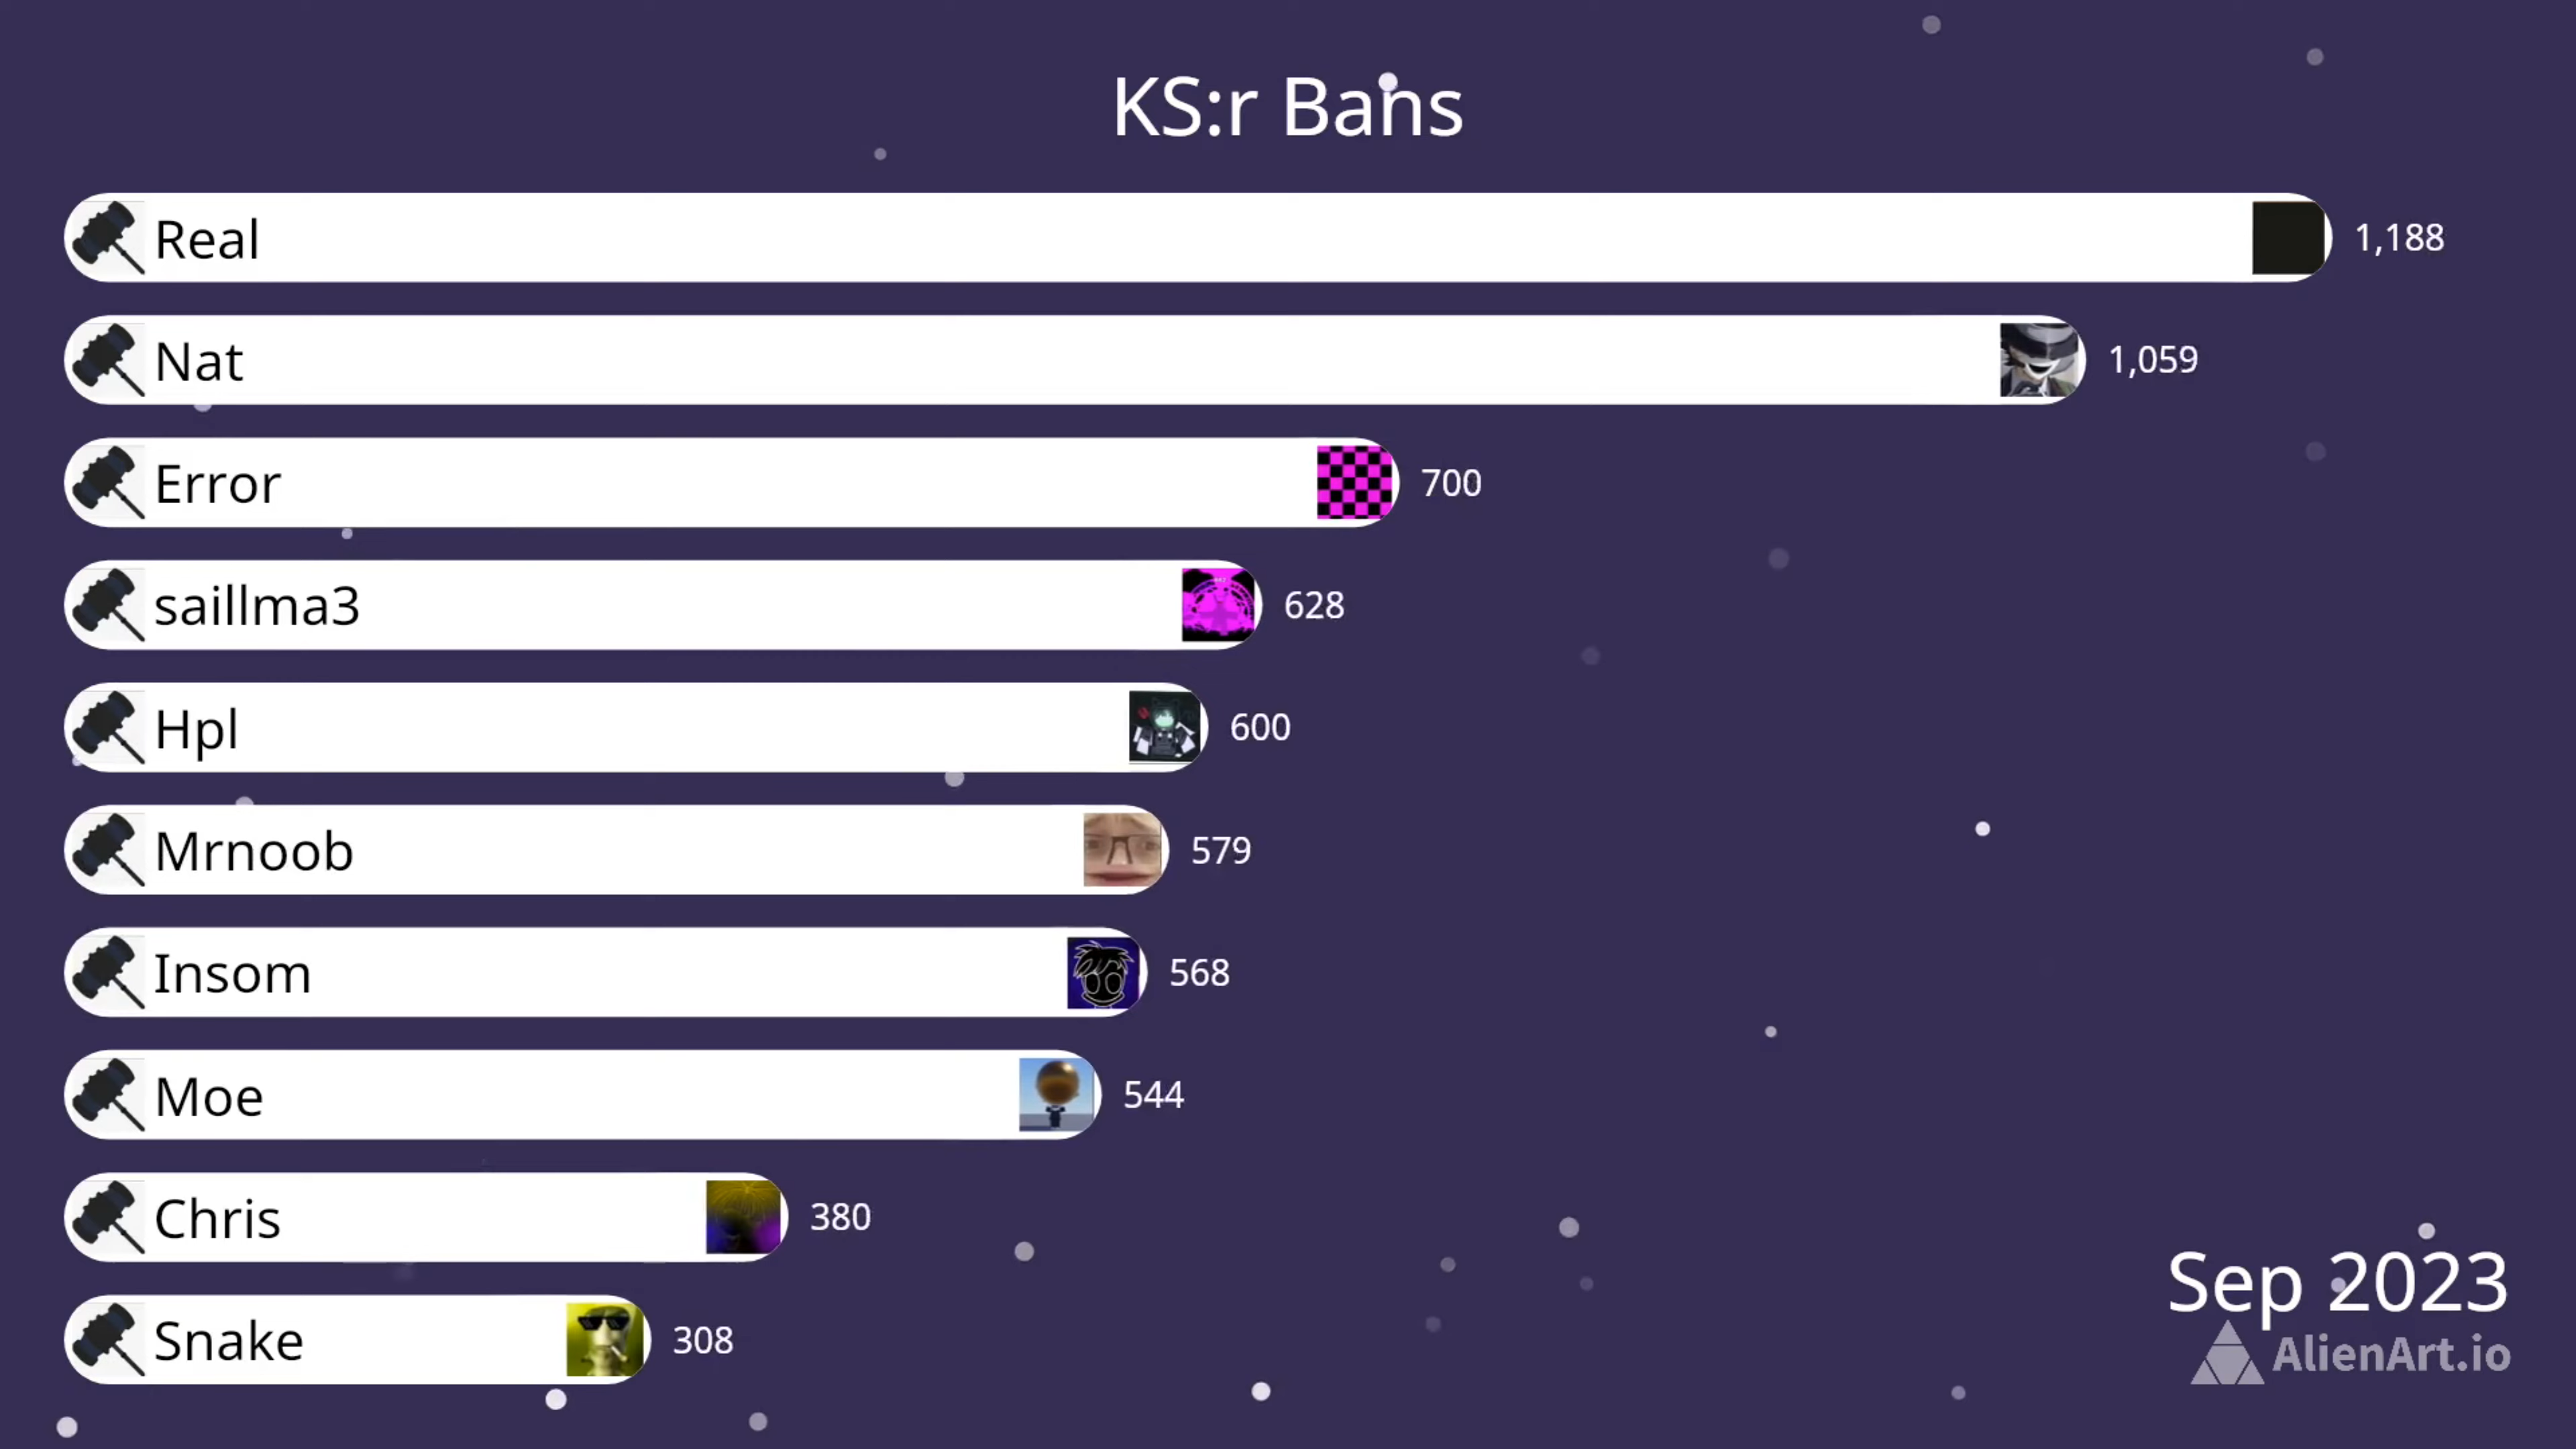 KS:r Bans
Real 1,188
Nat 1,059
Error 700
saillma3 628
Hpl 600
Mrnoob 579
Insom 568
Moe 544
Chris 380
Snake 308
Sep 2023
AlienArt.io